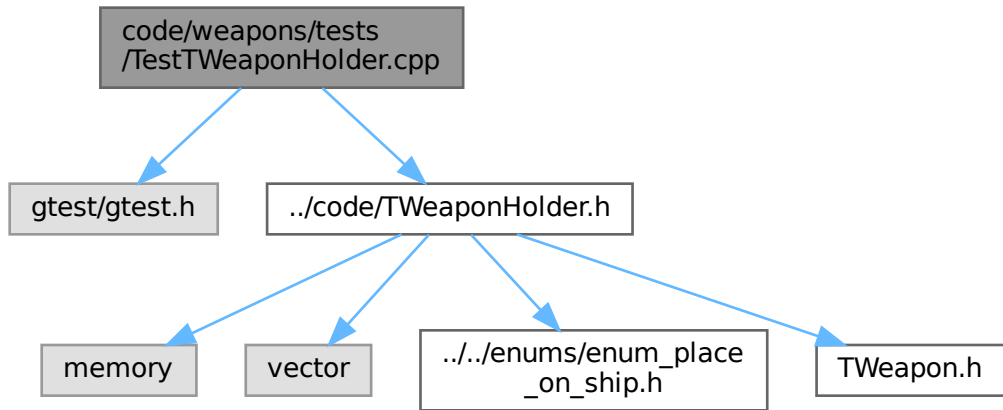 code/weapons/tests
/TestTWeaponHolder.cpp
gtest/gtest.h
../code/TWeaponHolder.h
memory
vector
../../enums/enum_place
_on_ship.h
TWeapon.h